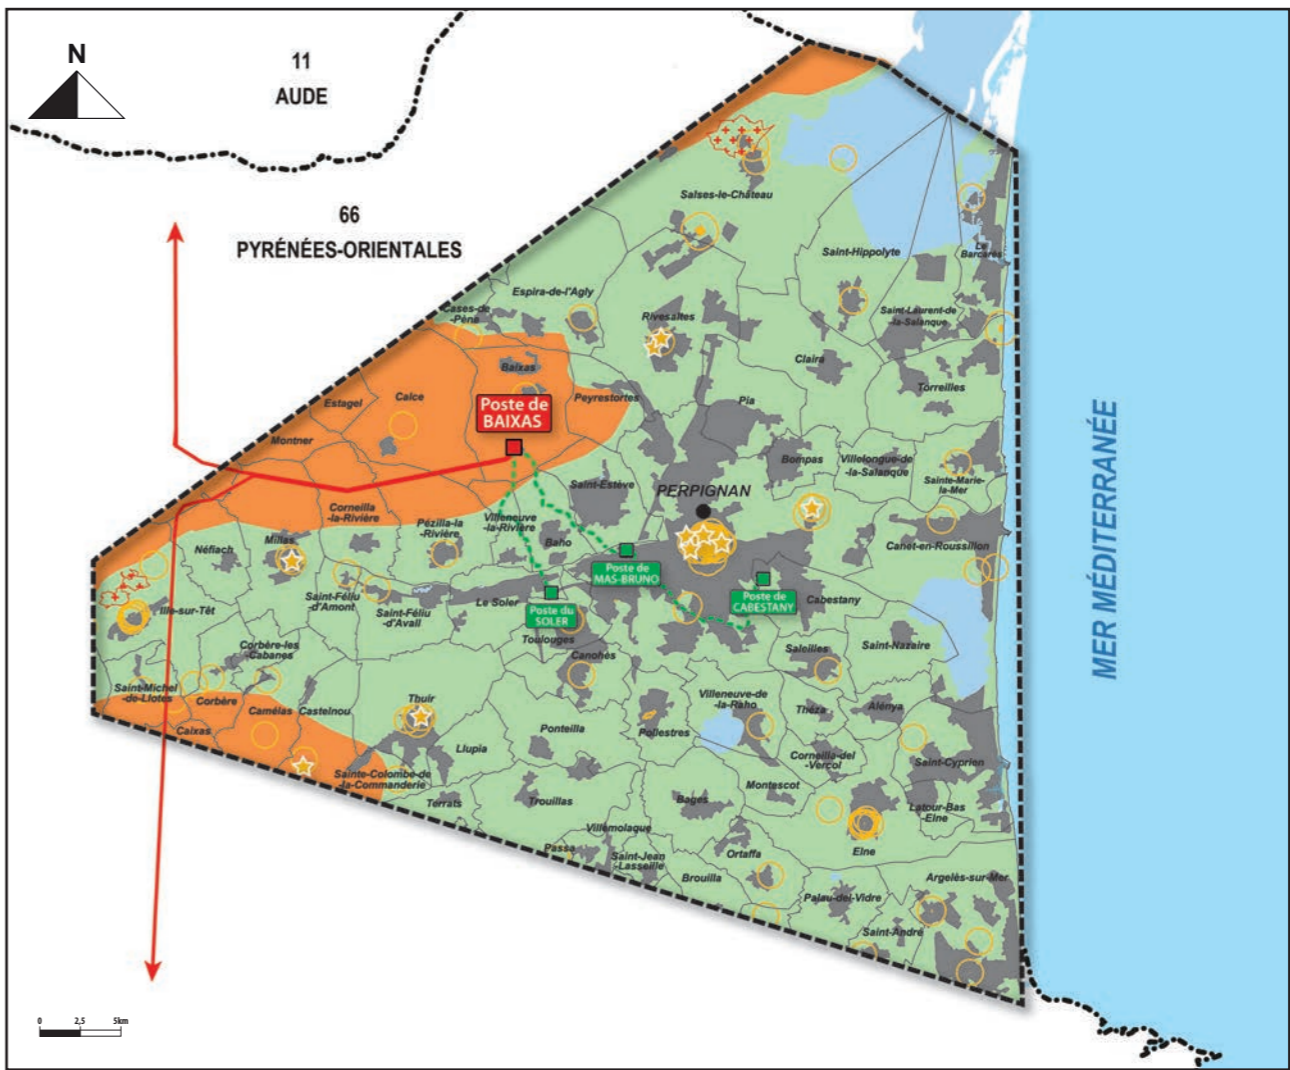 N
11
AUDE
66
PYRÉNÉES-ORIENTALES
Salses-le-Château
Saint-Hippolyte
Le
Barcarès
Espira-de-l'Agly
Cases-de
-Pène
Rivesaltes
Saint-Laurent-de
-la-Salanque
Claira
Baixas
Torreilles
Peyrestortes
Calce
Estagel
Pia
Poste de
BAIXAS
Montner
Bompas
Villelongue-de
-la-Salanque
Sainte-Marie-
la-Mer
Saint-Estève
PERPIGNAN
MER MÉDITERRANÉE
Corneilla
-la-Rivière
Pézilla-la
-Rivière
Villeneuve
-la-Rivière
Millas
Néfiach
Baho
Canet-en-Roussillon
Poste de
MAS-BRUNO
Poste de
CABESTANY
Cabestany
Saint-Féliu
d'Amont
Saint-Féliu
-d'Avall
Le Soler
Poste du
SOLER
Ille-sur-Têt
Toulouges
Canohès
Corbère-les
-Cabanes
Saleilles
Saint-Nazaire
Saint-Michel
-de-Llotes
Corbère
Camélas
Castelnou
Thuir
Villeneuve-de
-la-Raho
Théza
Alénya
Caixas
Ponteilla
Pollestres
Llupia
Corneilla-del
-Vercol
Saint-Cyprien
Sainte-Colombe-de
-la-Commanderie
Montescot
Terrats
Trouillas
Bages
Latour-Bas
-Elne
Villemolaque
Passa
Saint-Jean
-Lasseille
Ortaffa
Elne
Brouilla
Argelès-sur-Mer
Palau-del-Vidre
Saint-André
0 2,5 5km